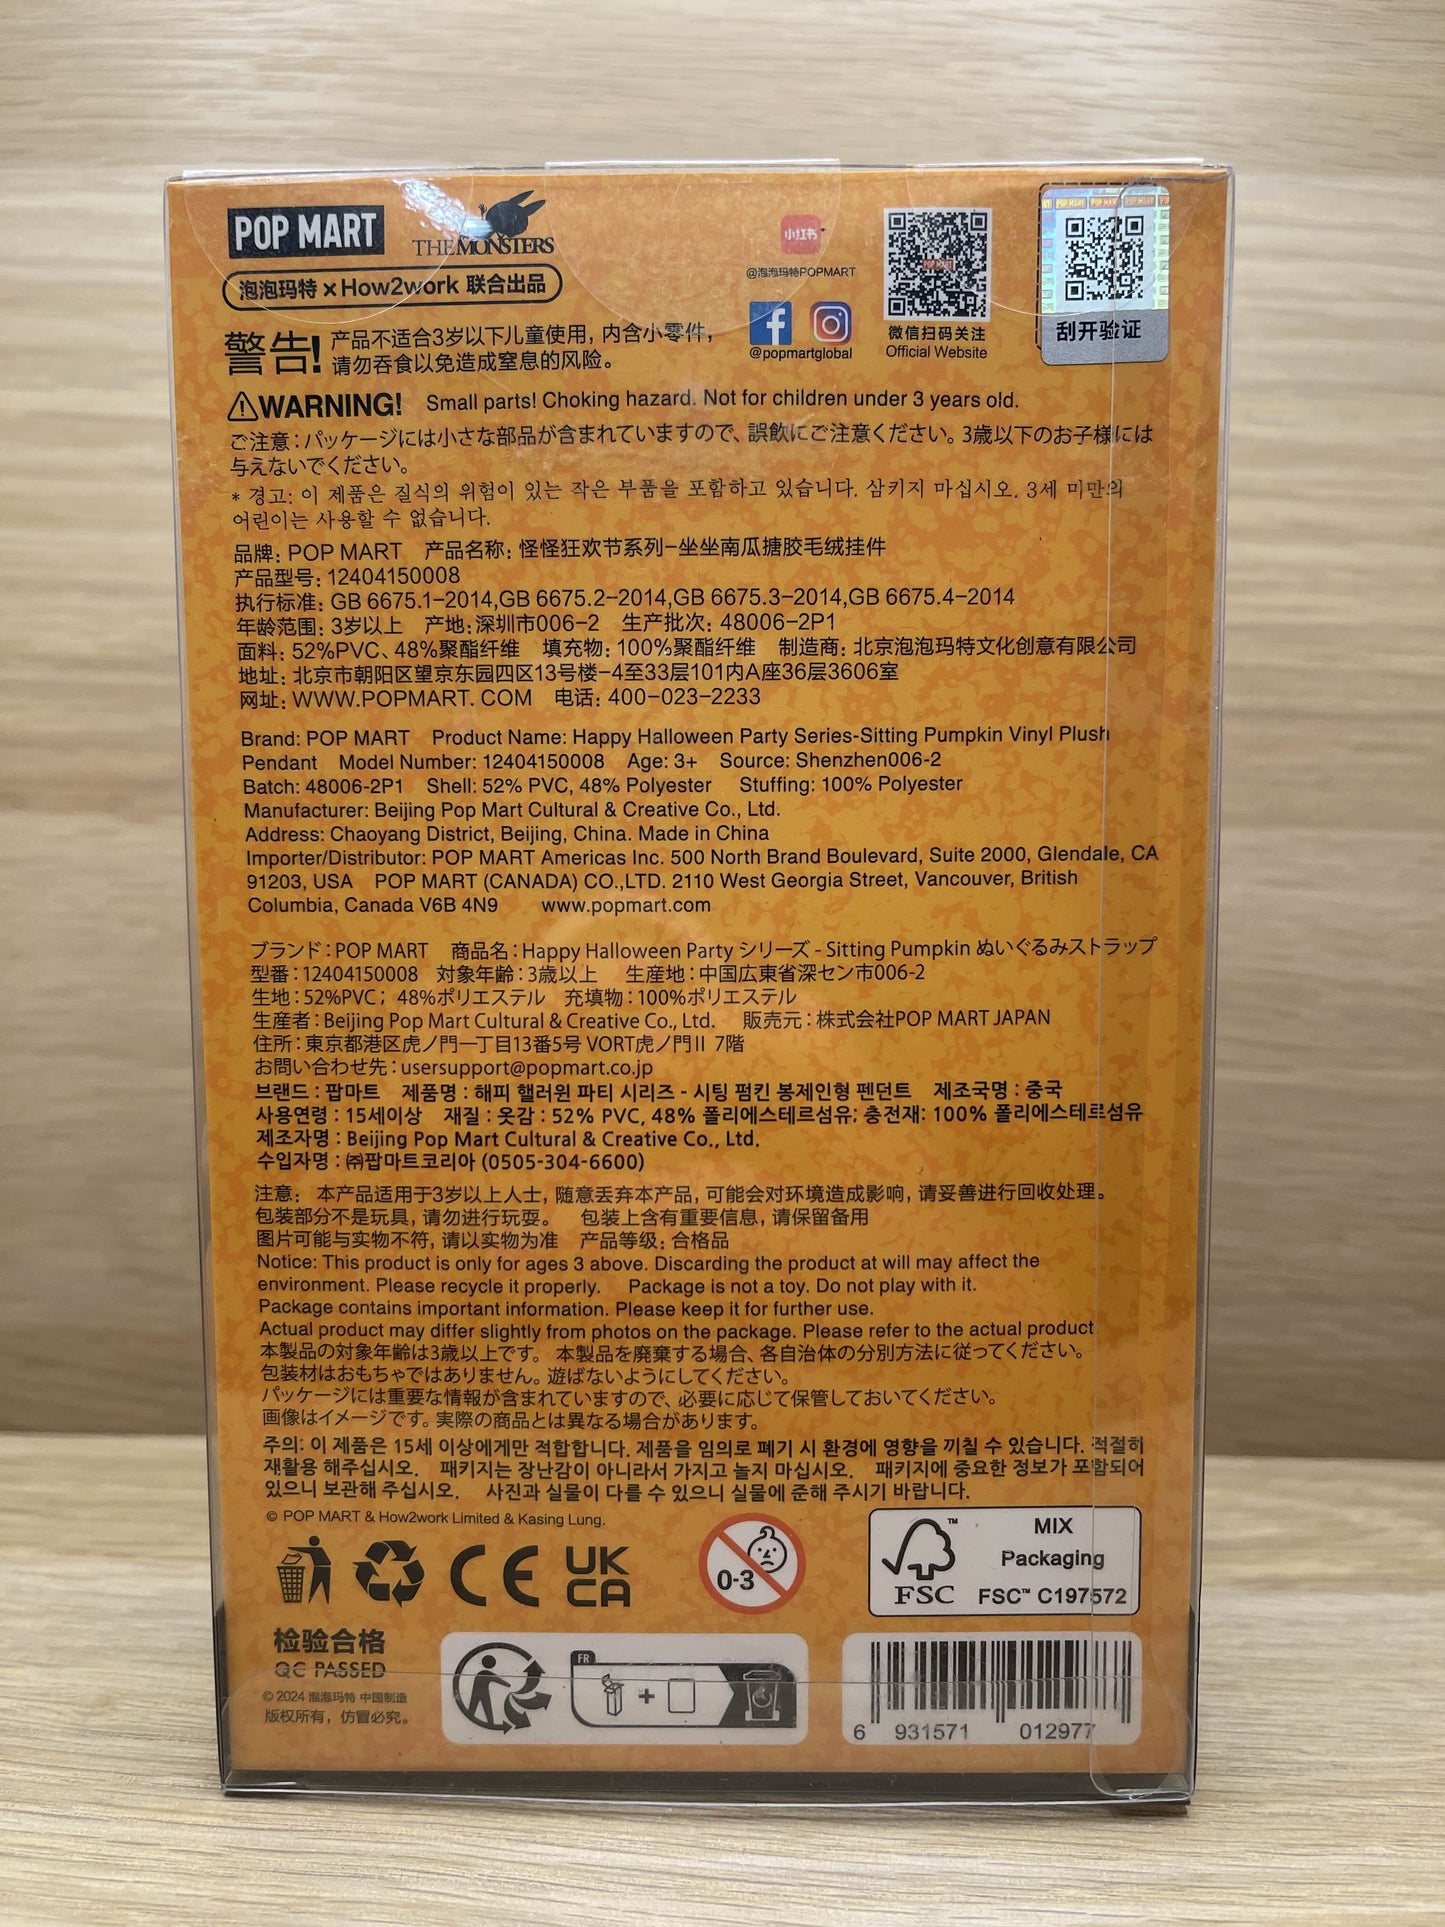 POP MART
THE MONSTERS
泡泡玛特×How2work 联合出品
小红书
@泡泡玛特POPMART
@popmartglobal
POP MART
微信扫码关注
Official Website
POP MART POP MART
刮开验证
警告! 产品不适合3岁以下儿童使用，内含小零件，
请勿吞食以免造成窒息的风险。
WARNING! Small parts! Choking hazard. Not for children under 3 years old.
ご注意：パッケージには小さな部品が含まれていますので、誤飲にご注意ください。3歳以下のお子様には
与えないでください。
* 경고: 이 제품은 질식의 위험이 있는 작은 부품을 포함하고 있습니다. 삼키지 마십시오. 3세 미만의
어린이는 사용할 수 없습니다.
品牌: POP MART 产品名称: 怪怪狂欢节系列-坐坐南瓜搪胶毛绒挂件
产品型号: 12404150008
执行标准: GB 6675.1-2014,GB 6675.2-2014,GB 6675.3-2014,GB 6675.4-2014
年龄范围: 3岁以上 产地: 深圳市006-2 生产批次: 48006-2P1
面料: 52%PVC、48%聚酯纤维 填充物: 100%聚酯纤维 制造商: 北京泡泡玛特文化创意有限公司
地址: 北京市朝阳区望京东园四区13号楼-4至33层101内A座36层3606室
网址: WWW.POPMART. COM 电话: 400-023-2233
Brand: POP MART Product Name: Happy Halloween Party Series-Sitting Pumpkin Vinyl Plush
Pendant Model Number: 12404150008 Age: 3+ Source: Shenzhen006-2
Batch: 48006-2P1 Shell: 52% PVC, 48% Polyester Stuffing: 100% Polyester
Manufacturer: Beijing Pop Mart Cultural & Creative Co., Ltd.
Address: Chaoyang District, Beijing, China. Made in China
Importer/Distributor: POP MART Americas Inc. 500 North Brand Boulevard, Suite 2000, Glendale, CA
91203, USA POP MART (CANADA) CO.,LTD. 2110 West Georgia Street, Vancouver, British
Columbia, Canada V6B 4N9 www.popmart.com
ブランド：POP MART 商品名：Happy Halloween Party シリーズ - Sitting Pumpkin ぬいぐるみストラップ
型番：12404150008 対象年齢：3歳以上 生産地：中国広東省深セン市006-2
生地：52%PVC； 48%ポリエステル 充填物：100%ポリエステル
生産者：Beijing Pop Mart Cultural & Creative Co., Ltd. 販売元：株式会社POP MART JAPAN
住所：東京都港区虎ノ門一丁目13番5号 VORT虎ノ門Ⅱ 7階
お問い合わせ先：usersupport@popmart.co.jp
브랜드 : 팝마트 제품명 : 해피 핼러윈 파티 시리즈 - 시팅 펌킨 봉제인형 펜던트 제조국명 : 중국
사용연령 : 15세이상 재질 : 옷감 : 52% PVC, 48% 폴리에스테르섬유; 충전재: 100% 폴리에스테르섬유
제조자명 : Beijing Pop Mart Cultural & Creative Co., Ltd.
수입자명 : ㈜팝마트코리아 (0505-304-6600)
注意： 本产品适用于3岁以上人士，随意丢弃本产品，可能会对环境造成影响，请妥善进行回收处理。
包装部分不是玩具，请勿进行玩耍。 包装上含有重要信息，请保留备用
图片可能与实物不符，请以实物为准 产品等级: 合格品
Notice: This product is only for ages 3 above. Discarding the product at will may affect the
environment. Please recycle it properly. Package is not a toy. Do not play with it.
Package contains important information. Please keep it for further use.
Actual product may differ slightly from photos on the package. Please refer to the actual product
本製品の対象年齢は3歳以上です。 本製品を廃棄する場合、各自治体の分別方法に従ってください。
包装材はおもちゃではありません。遊ばないようにしてください。
パッケージには重要な情報が含まれていますので、必要に応じて保管しておいてください。
画像はイメージです。実際の商品とは異なる場合があります。
주의: 이 제품은 15세 이상에게만 적합합니다. 제품을 임의로 폐기 시 환경에 영향을 끼칠 수 있습니다. 적절히
재활용 해주십시오. 패키지는 장난감이 아니라서 가지고 놀지 마십시오. 패키지에 중요한 정보가 포함되어
있으니 보관해 주십시오. 사진과 실물이 다를 수 있으니 실물에 준해 주시기 바랍니다.
© POP MART & How2work Limited & Kasing Lung.
CE
UK
CA
0-3
FSC™
MIX
Packaging
FSC™ C197572
检验合格
QC PASSED
© 2024 泡泡玛特 中国制造
版权所有，仿冒必究。
FR
+
6 931571 012977